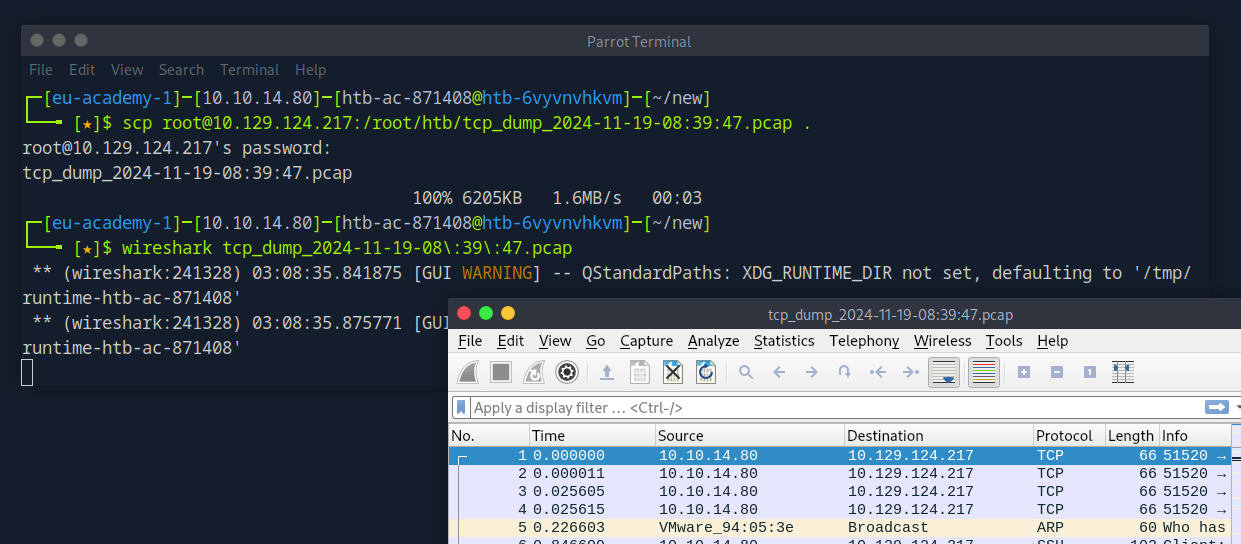 Parrot Terminal
File Edit View Search Terminal Help
┌─[eu-academy-1]─[10.10.14.80]─[htb-ac-871408@htb-6vyvnvhkvm]─[~/new]
└──╼ [★]$ scp root@10.129.124.217:/root/htb/tcp_dump_2024-11-19-08:39:47.pcap .
root@10.129.124.217's password:
tcp_dump_2024-11-19-08:39:47.pcap
100% 6205KB 1.6MB/s 00:03
┌─[eu-academy-1]─[10.10.14.80]─[htb-ac-871408@htb-6vyvnvhkvm]─[~/new]
└──╼ [★]$ wireshark tcp_dump_2024-11-19-08\:39\:47.pcap
** (wireshark:241328) 03:08:35.841875 [GUI WARNING] -- QStandardPaths: XDG_RUNTIME_DIR not set, defaulting to '/tmp/
runtime-htb-ac-871408'
** (wireshark:241328) 03:08:35.875771 [GUI
runtime-htb-ac-871408'
tcp_dump_2024-11-19-08:39:47.pcap
File Edit View Go Capture Analyze Statistics Telephony Wireless Tools Help
Apply a display filter … <Ctrl-/>
No. Time Source Destination Protocol Length Info
1 0.000000 10.10.14.80 10.129.124.217 TCP 66 51520 →
2 0.000011 10.10.14.80 10.129.124.217 TCP 66 51520 →
3 0.025605 10.10.14.80 10.129.124.217 TCP 66 51520 →
4 0.025615 10.10.14.80 10.129.124.217 TCP 66 51520 →
5 0.226603 VMware_94:05:3e Broadcast ARP 60 Who has